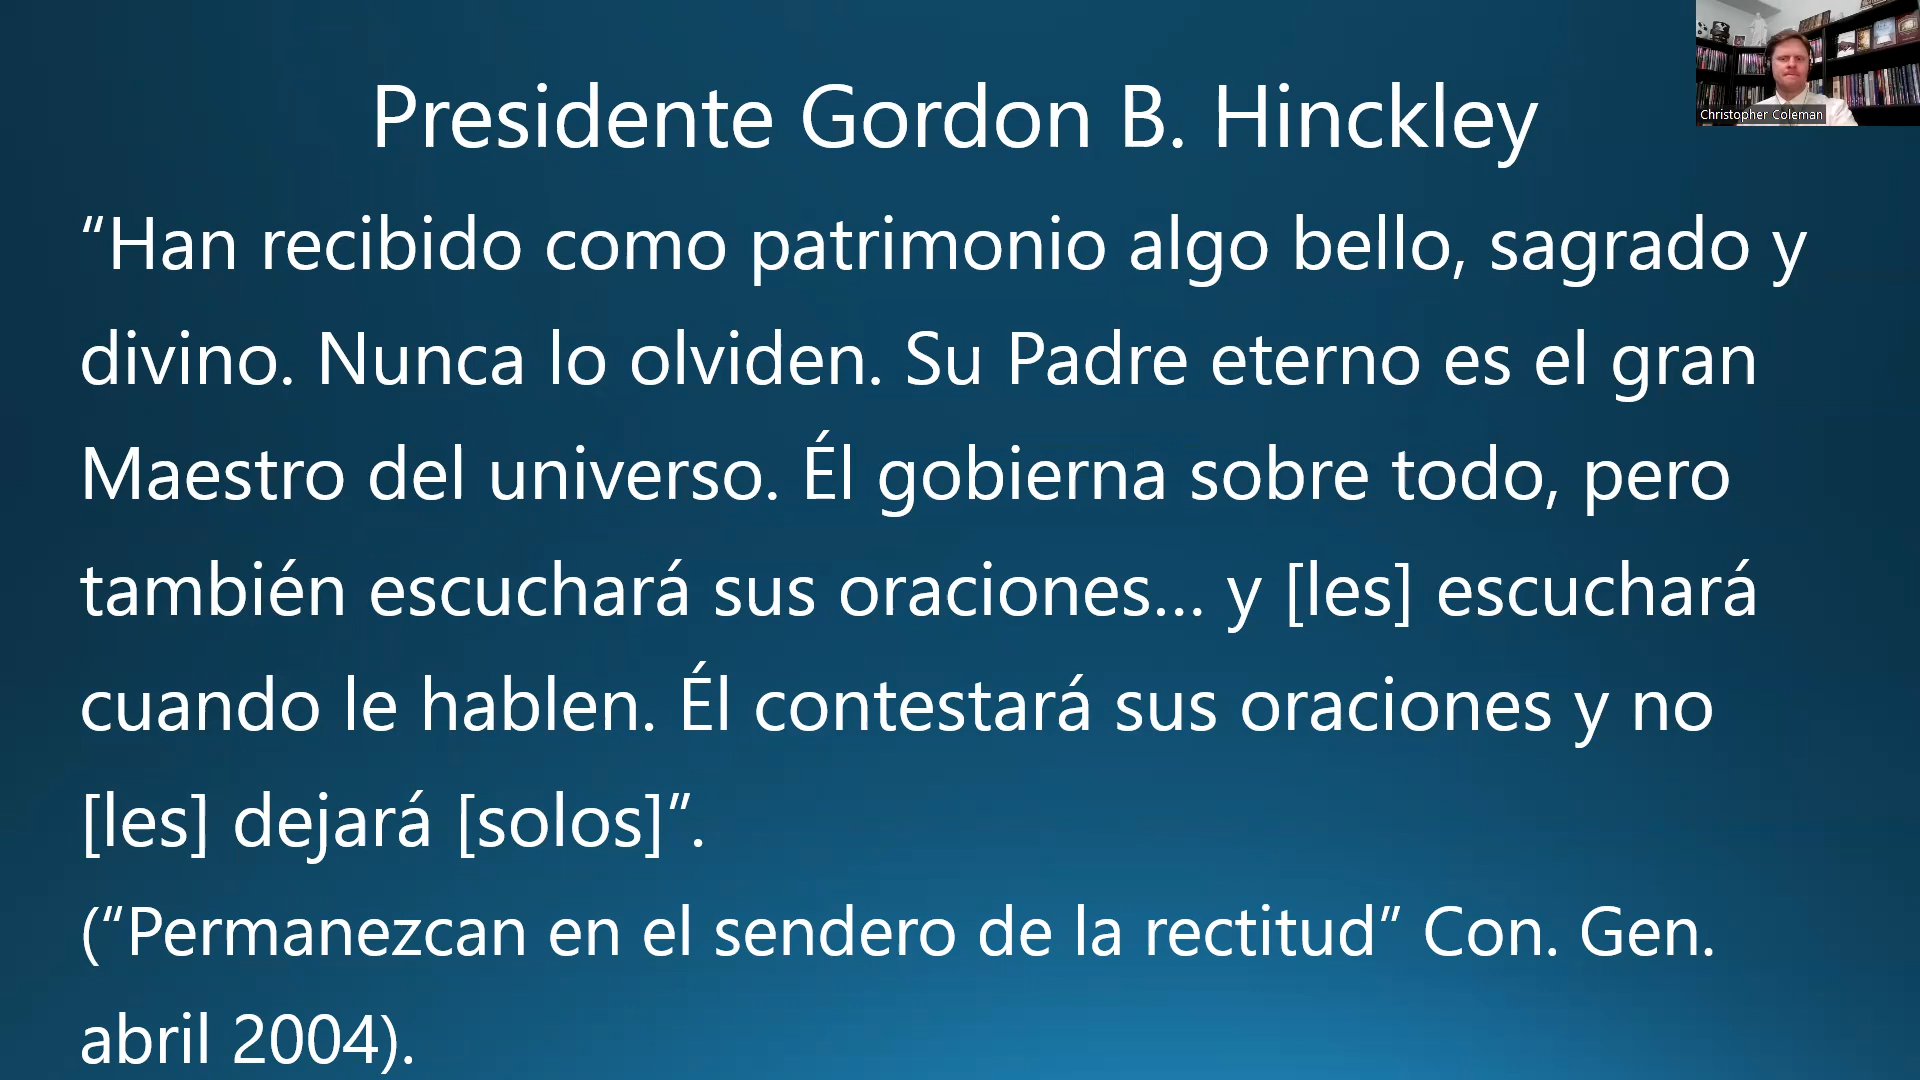 Presidente Gordon B. Hinckley
Christopher Coleman
“Han recibido como patrimonio algo bello, sagrado y
divino. Nunca lo olviden. Su Padre eterno es el gran
Maestro del universo. Él gobierna sobre todo, pero
también escuchará sus oraciones… y [les] escuchará
cuando le hablen. Él contestará sus oraciones y no
[les] dejará [solos]”.
(“Permanezcan en el sendero de la rectitud” Con. Gen.
abril 2004).